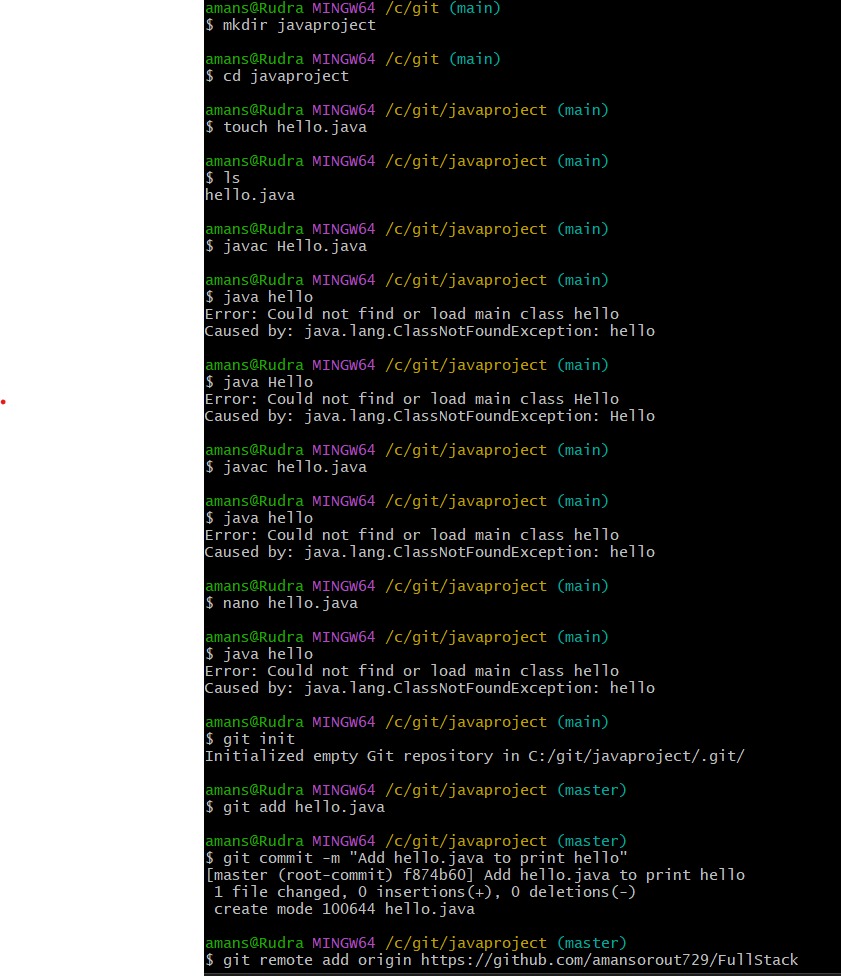 amans@Rudra MINGW64 /c/git (main)
$ mkdir javaproject
amans@Rudra MINGW64 /c/git (main)
$ cd javaproject
amans@Rudra MINGW64 /c/git/javaproject (main)
$ touch hello.java
amans@Rudra MINGW64 /c/git/javaproject (main)
$ ls
hello.java
amans@Rudra MINGW64 /c/git/javaproject (main)
$ javac Hello.java
amans@Rudra MINGW64 /c/git/javaproject (main)
$ java hello
Error: Could not find or load main class hello
Caused by: java.lang.ClassNotFoundException: hello
amans@Rudra MINGW64 /c/git/javaproject (main)
$ java Hello
Error: Could not find or load main class Hello
Caused by: java.lang.ClassNotFoundException: Hello
amans@Rudra MINGW64 /c/git/javaproject (main)
$ javac hello.java
amans@Rudra MINGW64 /c/git/javaproject (main)
$ java hello
Error: Could not find or load main class hello
Caused by: java.lang.ClassNotFoundException: hello
amans@Rudra MINGW64 /c/git/javaproject (main)
$ nano hello.java
amans@Rudra MINGW64 /c/git/javaproject (main)
$ java hello
Error: Could not find or load main class hello
Caused by: java.lang.ClassNotFoundException: hello
amans@Rudra MINGW64 /c/git/javaproject (main)
$ git init
Initialized empty Git repository in C:/git/javaproject/.git/
amans@Rudra MINGW64 /c/git/javaproject (master)
$ git add hello.java
amans@Rudra MINGW64 /c/git/javaproject (master)
$ git commit -m "Add hello.java to print hello"
[master (root-commit) f874b60] Add hello.java to print hello
1 file changed, 0 insertions(+), 0 deletions(-)
create mode 100644 hello.java
amans@Rudra MINGW64 /c/git/javaproject (master)
$ git remote add origin https://github.com/amansorout729/FullStack